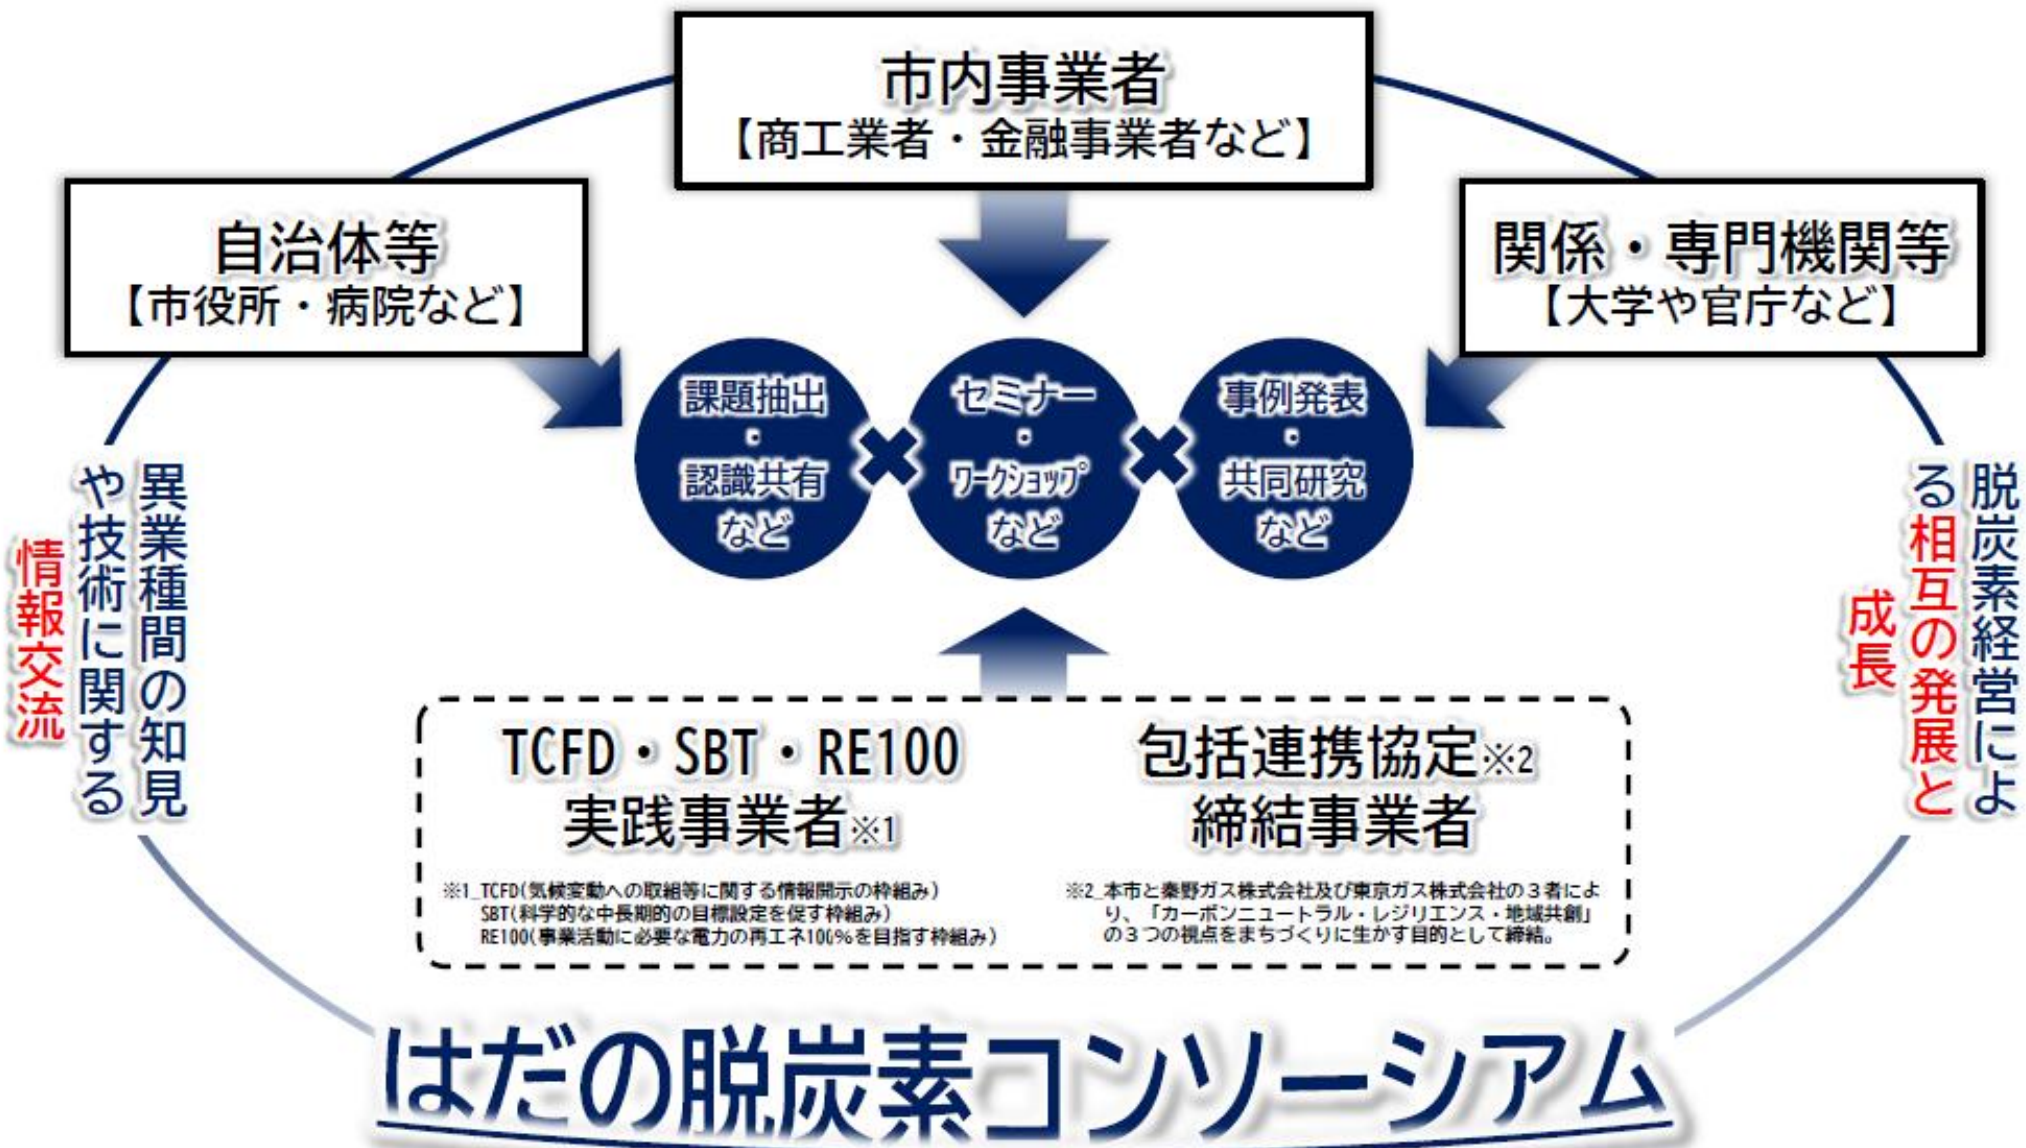 市内事業者
【商工業者・金融事業者など】
自治体等
【市役所・病院など】
関係・専門機関等
【大学や官庁など】
課題抽出
・
認識共有
など
×
セミナー
・
ワークショップ
など
×
事例発表
・
共同研究
など
異業種間の知見
や技術に関する
情報交流
脱炭素経営によ
る相互の発展と
成長
TCFD・SBT・RE100
実践事業者※1
※1_TCFD(気候変動への取組等に関する情報開示の枠組み)
SBT(科学的な中長期的の目標設定を促す枠組み)
RE100(事業活動に必要な電力の再エネ100%を目指す枠組み)
包括連携協定※2
締結事業者
※2_本市と秦野ガス株式会社及び東京ガス株式会社の３者によ
り、「カーボンニュートラル・レジリエンス・地域共創」
の３つの視点をまちづくりに生かす目的として締結。
はだの脱炭素コンソーシアム